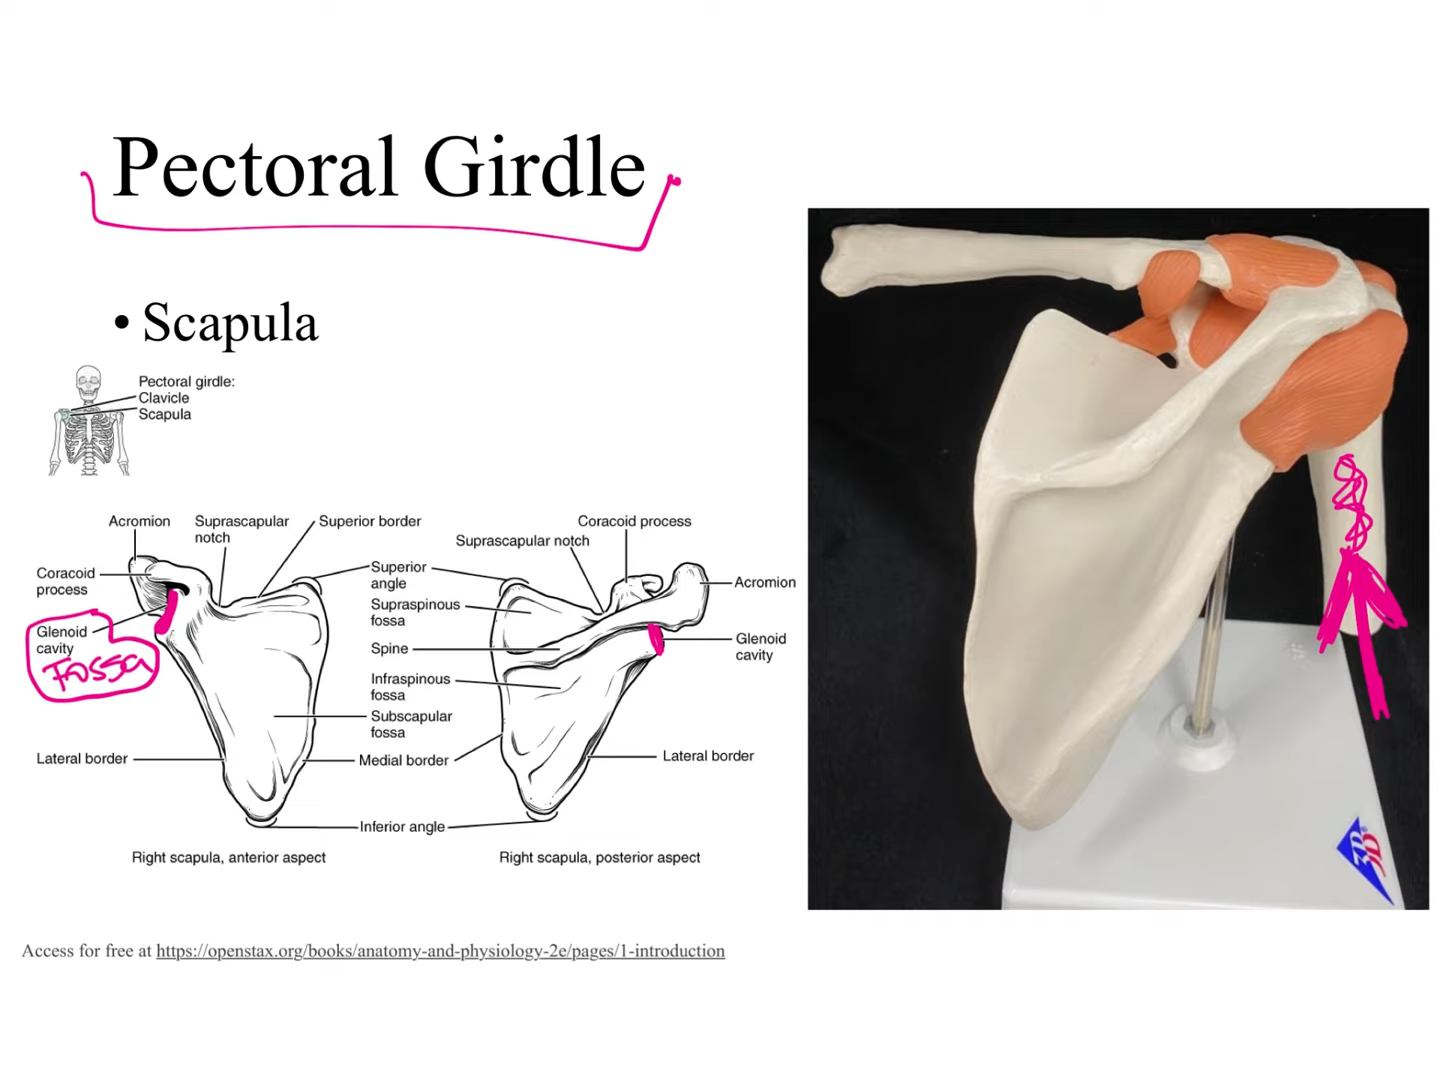 Pectoral Girdle
• Scapula
Pectoral girdle:
Clavicle
Scapula
Acromion
Suprascapular
notch
Superior border
Coracoid process
Suprascapular notch
Coracoid
process
Superior
angle
Acromion
Supraspinous
fossa
Glenoid
cavity
Fossa
Spine
Glenoid
cavity
Infraspinous
fossa
Subscapular
fossa
Lateral border
Medial border
Lateral border
Inferior angle
Right scapula, anterior aspect
Right scapula, posterior aspect
3B
Access for free at https://openstax.org/books/anatomy-and-physiology-2e/pages/1-introduction